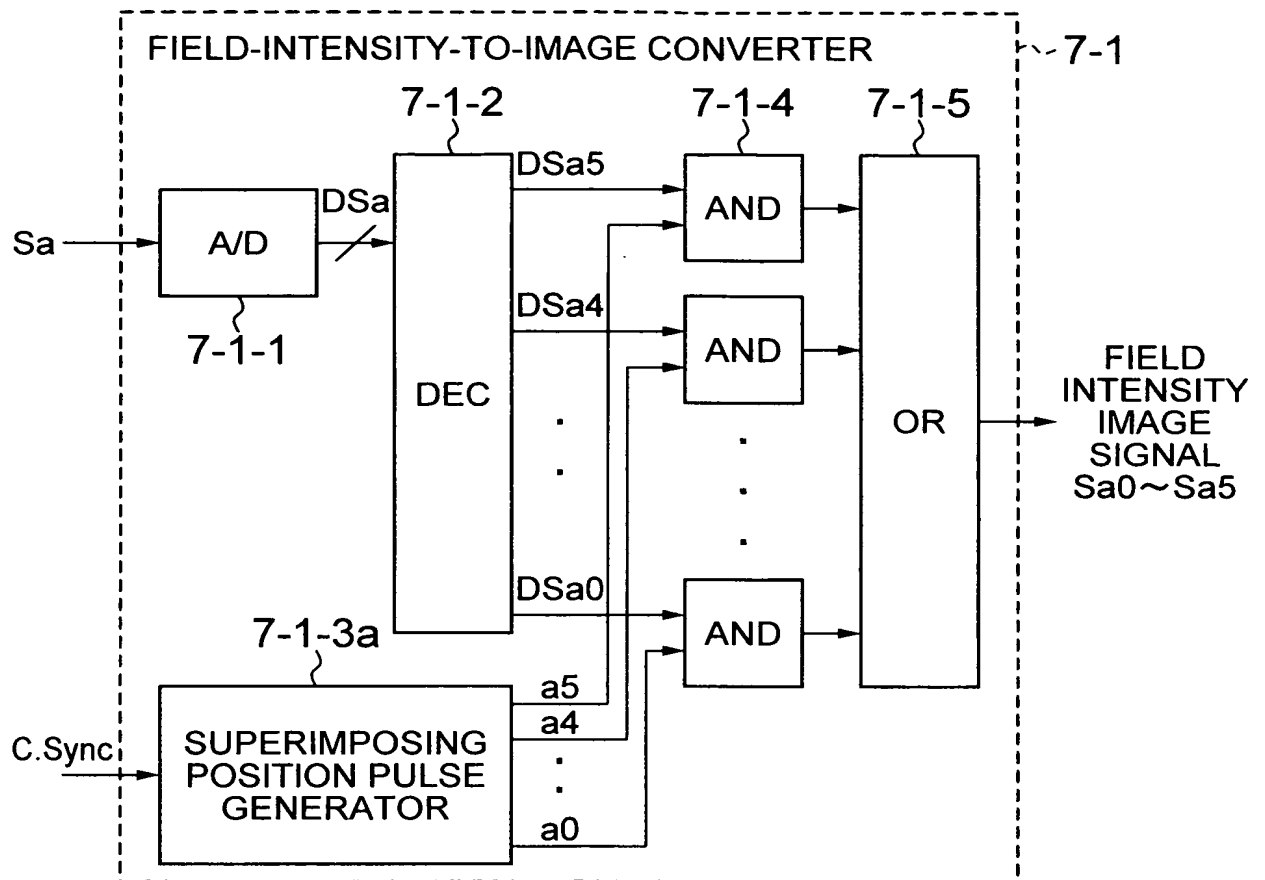 FIELD-INTENSITY-TO-IMAGE CONVERTER
7-1
7-1-2
7-1-4
7-1-5
DSa5
DSa
AND
Sa
A/D
DSa4
7-1-1
AND
FIELD
INTENSITY
IMAGE
SIGNAL
Sa0～Sa5
DEC
OR
DSa0
AND
7-1-3a
a5
a4
C.Sync
SUPERIMPOSING
POSITION PULSE
GENERATOR
a0